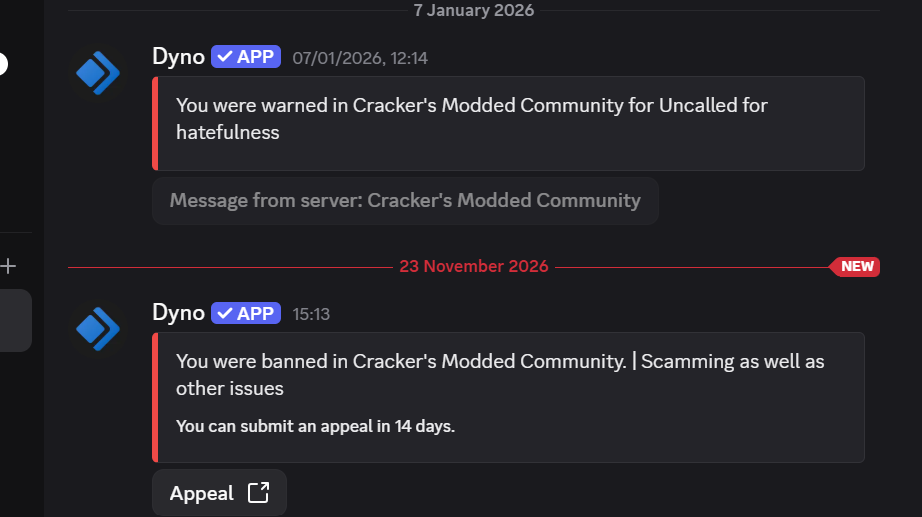 7 January 2026
Dyno APP 07/01/2026, 12:14
You were warned in Cracker's Modded Community for Uncalled for
hatefulness
Message from server: Cracker's Modded Community
23 November 2026 NEW
Dyno APP 15:13
You were banned in Cracker's Modded Community. | Scamming as well as
other issues
You can submit an appeal in 14 days.
Appeal